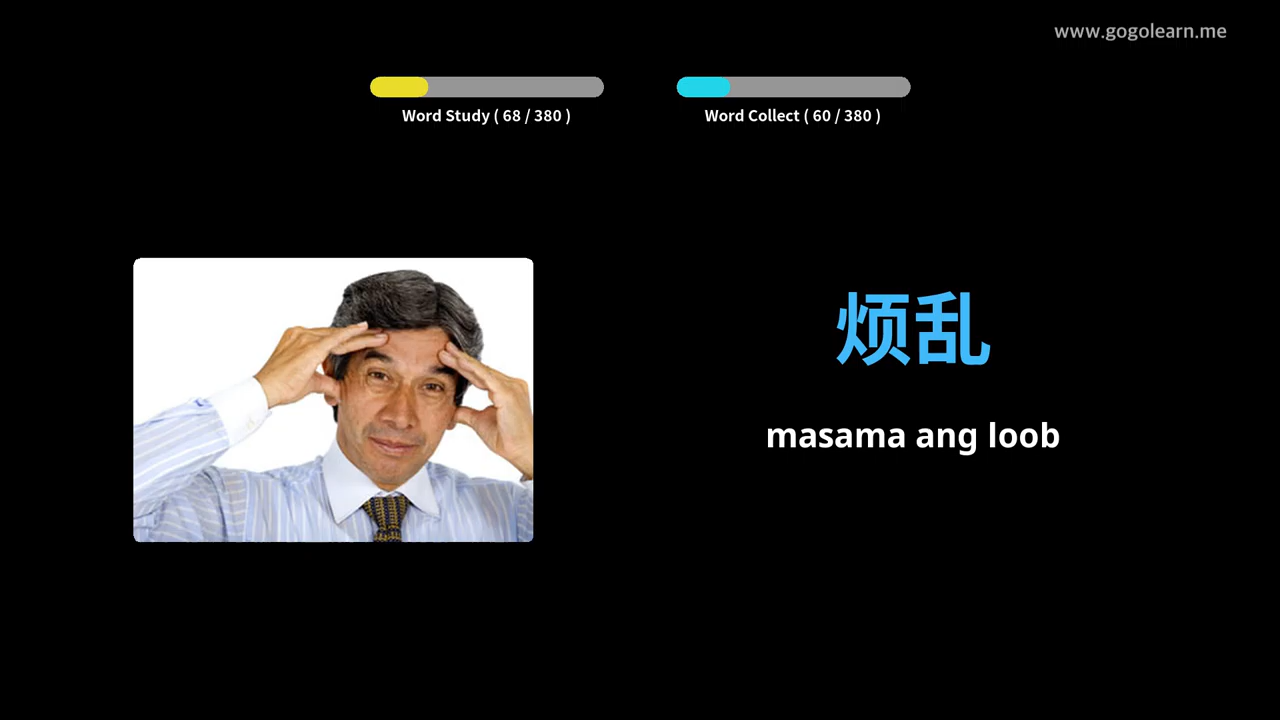 www.gogolearn.me
Word Study ( 68 / 380 )
Word Collect ( 60 / 380 )
烦乱
masama ang loob